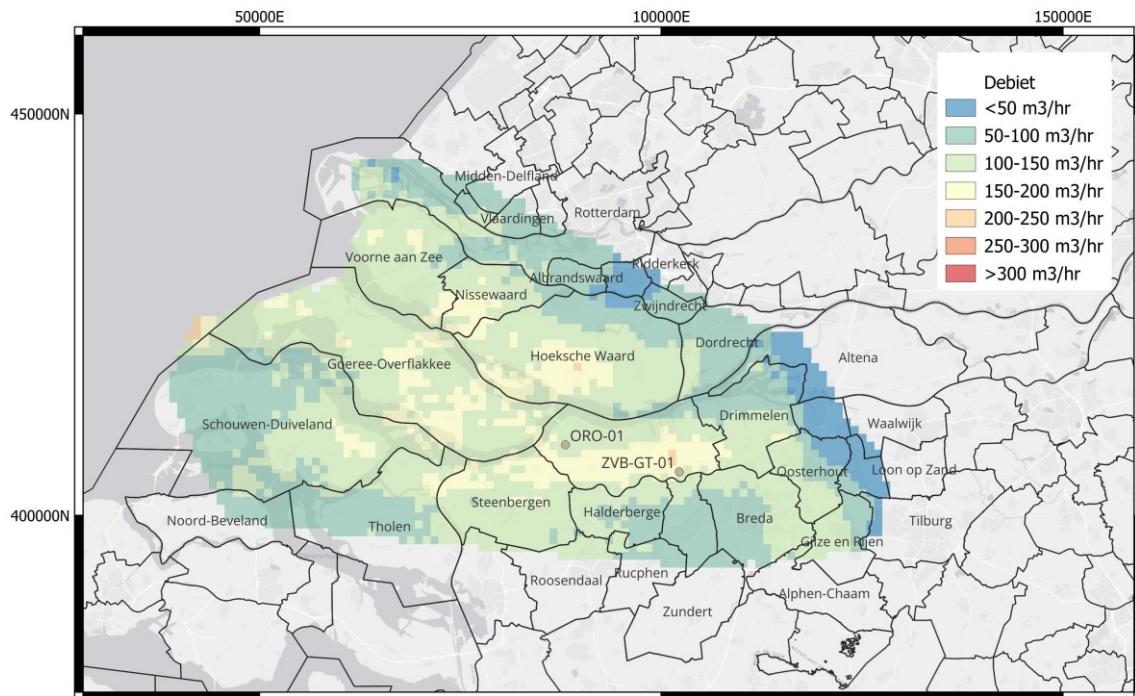 50000E
100000E
150000E
450000N
400000N
Debiet
<50 m3/hr
50-100 m3/hr
100-150 m3/hr
150-200 m3/hr
200-250 m3/hr
250-300 m3/hr
>300 m3/hr
Midden-Delfland
Vlaardingen
Rotterdam
Voorne aan Zee
Albrandswaard
Ridderkerk
Nissewaard
Zwijndrecht
Dordrecht
Hoeksche Waard
Altena
Goeree-Overflakkee
Drimmelen
Waalwijk
Schouwen-Duiveland
ORO-01
ZVB-GT-01
Oosterhout
Loon op Zand
Steenbergen
Halderberge
Breda
Noord-Beveland
Tholen
Tilburg
Gilze en Rijen
Roosendaal
Rucphen
Alphen-Chaam
Zundert